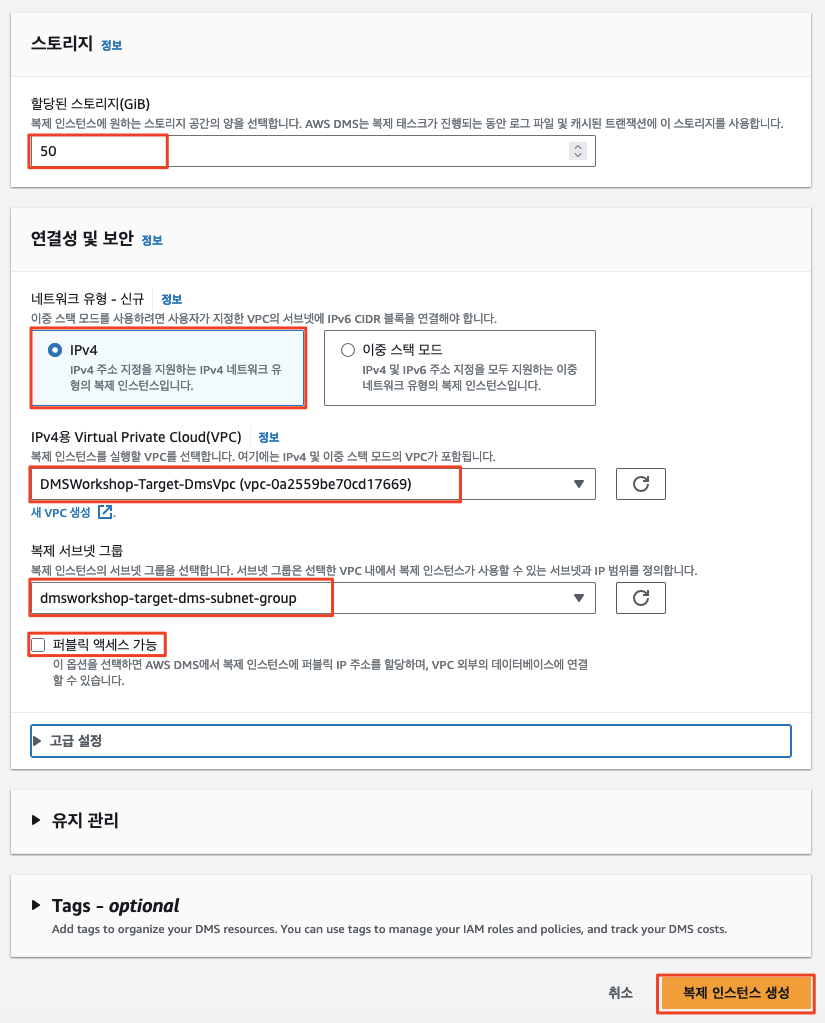 스토리지 정보
할당된 스토리지(GiB)
복제 인스턴스에 원하는 스토리지 공간의 양을 선택합니다. AWS DMS는 복제 태스크가 진행되는 동안 로그 파일 및 캐시된 트랜잭션에 이 스토리지를 사용합니다.
50
연결성 및 보안 정보
네트워크 유형 - 신규 정보
이중 스택 모드를 사용하려면 사용자가 지정한 VPC의 서브넷에 IPv6 CIDR 블록을 연결해야 합니다.
IPv4
IPv4 주소 지정을 지원하는 IPv4 네트워크 유
형의 복제 인스턴스입니다.
이중 스택 모드
IPv4 및 IPv6 주소 지정을 모두 지원하는 이중
네트워크 유형의 복제 인스턴스입니다.
IPv4용 Virtual Private Cloud(VPC) 정보
복제 인스턴스를 실행할 VPC를 선택합니다. 여기에는 IPv4 및 이중 스택 모드의 VPC가 포함됩니다.
DMSWorkshop-Target-DmsVpc (vpc-0a2559be70cd17669)
새 VPC 생성 .
복제 서브넷 그룹
복제 인스턴스의 서브넷 그룹을 선택합니다. 서브넷 그룹은 선택한 VPC 내에서 복제 인스턴스가 사용할 수 있는 서브넷과 IP 범위를 정의합니다.
dmsworkshop-target-dms-subnet-group
퍼블릭 액세스 가능
이 옵션을 선택하면 AWS DMS에서 복제 인스턴스에 퍼블릭 IP 주소를 할당하며, VPC 외부의 데이터베이스에 연결
할 수 있습니다.
고급 설정
유지 관리
Tags - optional
Add tags to organize your DMS resources. You can use tags to manage your IAM roles and policies, and track your DMS costs.
취소
복제 인스턴스 생성